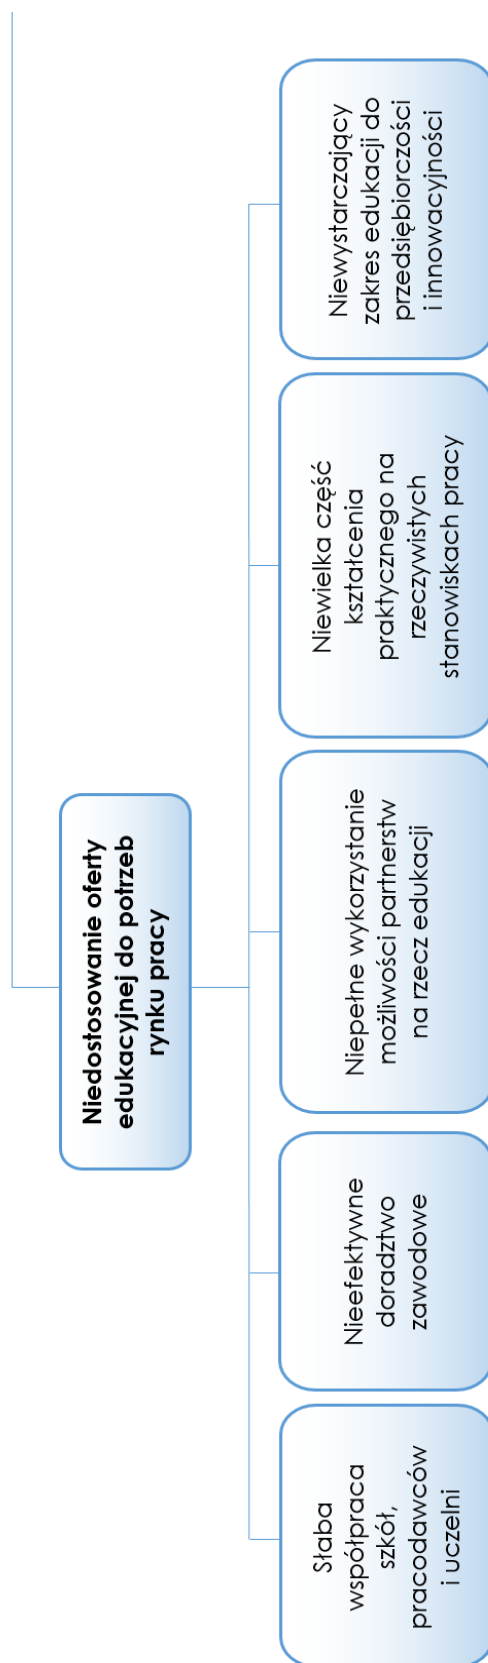 Niedostosowanie oferty
edukacyjnej do potrzeb
rynku pracy
Słaba
współpraca
szkół,
pracodawców
i uczelni
Nieefektywne
doradztwo
zawodowe
Niepełne wykorzystanie
możliwości partnerstw
na rzecz edukacji
Niewielka część
kształcenia
praktycznego na
rzeczywistych
stanowiskach pracy
Niewystarczający
zakres edukacji do
przedsiębiorczości
i innowacyjności